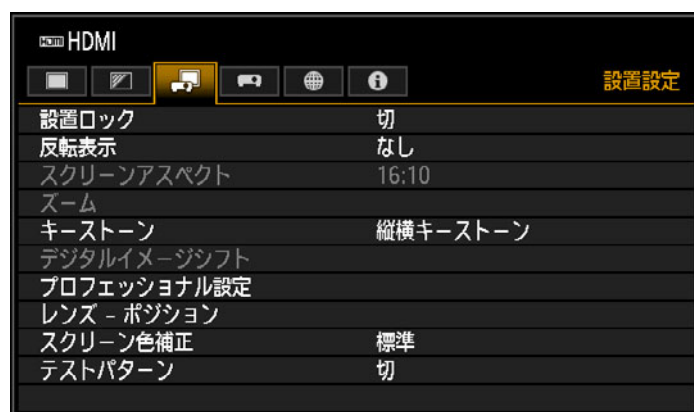 HDMI HDMI
設置設定
設置ロック 切
反転表示 なし
スクリーンアスペクト 16:10
ズーム
キーストーン 縦横キーストーン
デジタルイメージシフト
プロフェッショナル設定
レンズ - ポジション
スクリーン色補正 標準
テストパターン 切